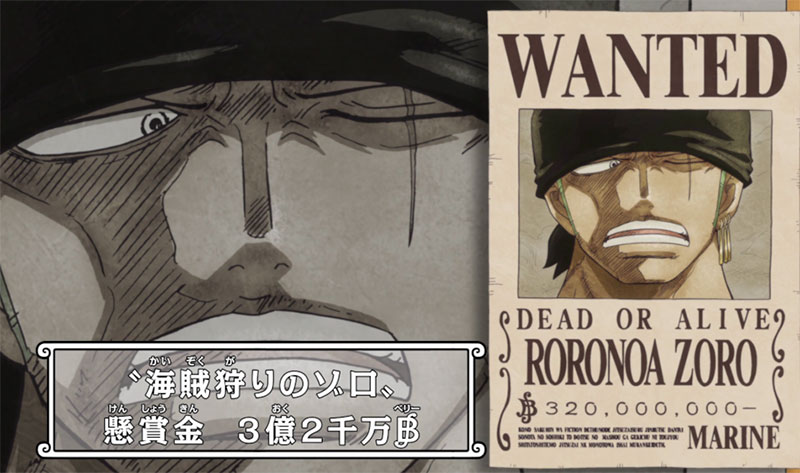 WANTED
DEAD OR ALIVE
RORONOA ZORO
฿ 320,000,000-
MARINE
かい ぞく が
〝海賊狩りのゾロ〟
けん しょう きん おく ベリー
懸賞金 3億2千万฿